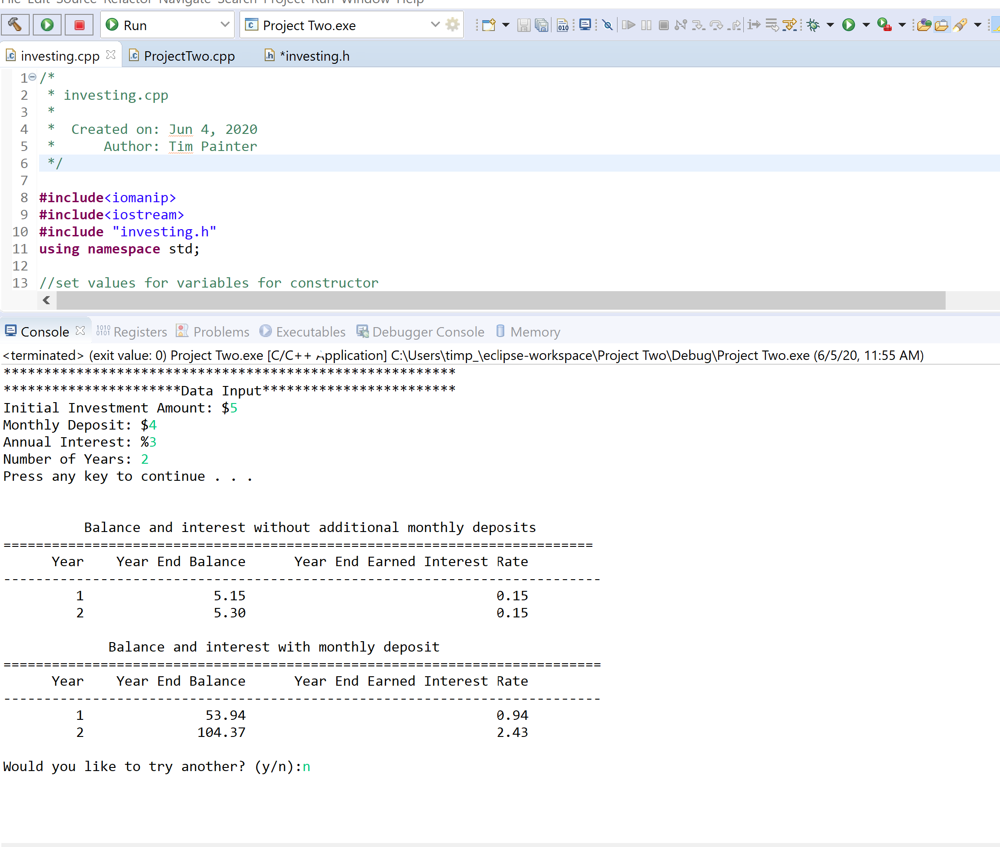 File Edit Source Refactor Navigate Search Project Run Window Help
Run Project Two.exe
investing.cpp ProjectTwo.cpp *investing.h
1 /*
2  * investing.cpp
3  *
4  *  Created on: Jun 4, 2020
5  *      Author: Tim Painter
6  */
7
8 #include<iomanip>
9 #include<iostream>
10 #include "investing.h"
11 using namespace std;
12
13 //set values for variables for constructor
Console Registers Problems Executables Debugger Console Memory
<terminated> (exit value: 0) Project Two.exe [C/C++ Application] C:\Users\timp_\eclipse-workspace\Project Two\Debug\Project Two.exe (6/5/20, 11:55 AM)
********************************************************
**********************Data Input************************
Initial Investment Amount: $5
Monthly Deposit: $4
Annual Interest: %3
Number of Years: 2
Press any key to continue . . .
Balance and interest without additional monthly deposits
=========================================================================
Year    Year End Balance      Year End Earned Interest Rate
--------------------------------------------------------------------------
1                5.15                               0.15
2                5.30                               0.15
Balance and interest with monthly deposit
==========================================================================
Year    Year End Balance      Year End Earned Interest Rate
--------------------------------------------------------------------------
1               53.94                               0.94
2              104.37                               2.43
Would you like to try another? (y/n):n